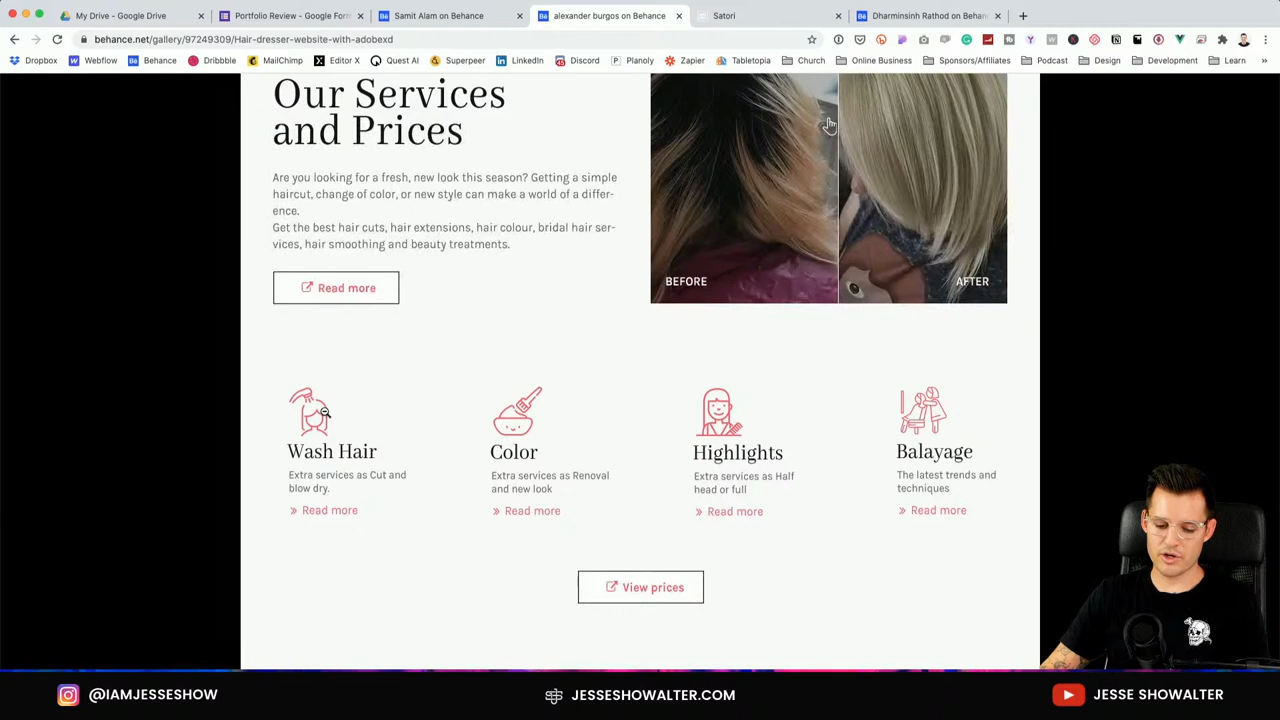 My Drive - Google Drive
Portfolio Review - Google Form
Samit Alam on Behance
alexander burgos on Behance
Satori
Dharminsinh Rathod on Behan
behance.net/gallery/97249309/Hair-dresser-website-with-adobexd
Dropbox
Webflow
Behance
Dribbble
MailChimp
Editor X
Quest AI
Superpeer
LinkedIn
Discord
Planoly
Zapier
Tabletopia
Church
Online Business
Sponsors/Affiliates
Podcast
Design
Development
Learn
Our Services
and Prices
Are you looking for a fresh, new look this season? Getting a simple
haircut, change of color, or new style can make a world of a differ-
ence.
Get the best hair cuts, hair extensions, hair colour, bridal hair ser-
vices, hair smoothing and beauty treatments.
Read more
BEFORE
AFTER
Wash Hair
Extra services as Cut and
blow dry.
» Read more
Color
Extra services as Renoval
and new look
» Read more
Highlights
Extra services as Half
head or full
» Read more
Balayage
The latest trends and
techniques
» Read more
View prices
@IAMJESSESHOW
JESSESHOWALTER.COM
JESSE SHOWALTER